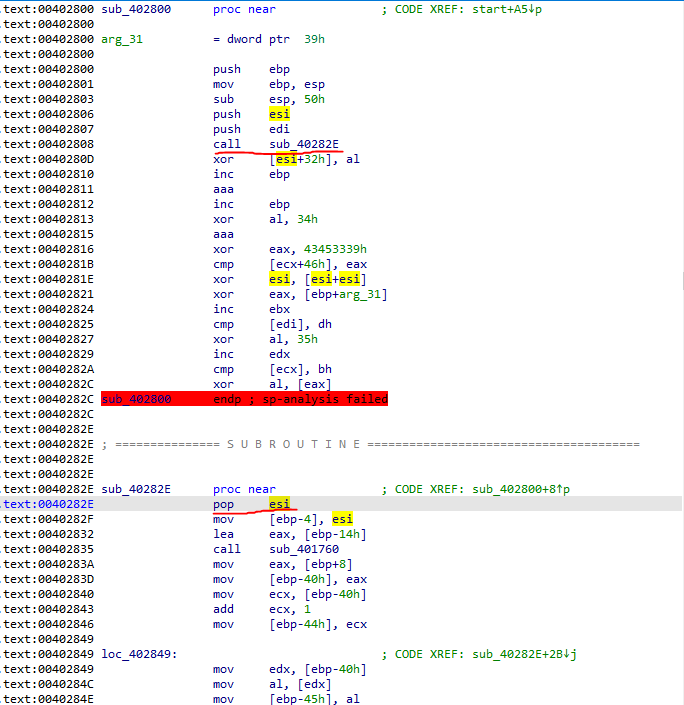 .text:00402800 sub_402800 proc near ; CODE XREF: start+A5↓p
.text:00402800
.text:00402800 arg_31 = dword ptr 39h
.text:00402800
.text:00402800 push ebp
.text:00402801 mov ebp, esp
.text:00402803 sub esp, 50h
.text:00402806 push esi
.text:00402807 push edi
.text:00402808 call sub_40282E
.text:0040280D xor [esi+32h], al
.text:00402810 inc ebp
.text:00402811 aaa
.text:00402812 inc ebp
.text:00402813 xor al, 34h
.text:00402815 aaa
.text:00402816 xor eax, 43453339h
.text:0040281B cmp [ecx+46h], eax
.text:0040281E xor esi, [esi+esi]
.text:00402821 xor eax, [ebp+arg_31]
.text:00402824 inc ebx
.text:00402825 cmp [edi], dh
.text:00402827 xor al, 35h
.text:00402829 inc edx
.text:0040282A cmp [ecx], bh
.text:0040282C xor al, [eax]
.text:0040282C sub_402800 endp ; sp-analysis failed
.text:0040282C
.text:0040282E
.text:0040282E ; =============== S U B R O U T I N E =======================================
.text:0040282E
.text:0040282E
.text:0040282E sub_40282E proc near ; CODE XREF: sub_402800+8↑p
.text:0040282E pop esi
.text:0040282F mov [ebp-4], esi
.text:00402832 lea eax, [ebp-14h]
.text:00402835 call sub_401760
.text:0040283A mov eax, [ebp+8]
.text:0040283D mov [ebp-40h], eax
.text:00402840 mov ecx, [ebp-40h]
.text:00402843 add ecx, 1
.text:00402846 mov [ebp-44h], ecx
.text:00402849
.text:00402849 loc_402849: ; CODE XREF: sub_40282E+2B↓j
.text:00402849 mov edx, [ebp-40h]
.text:0040284C mov al, [edx]
.text:0040284E mov [ebp-45h], al